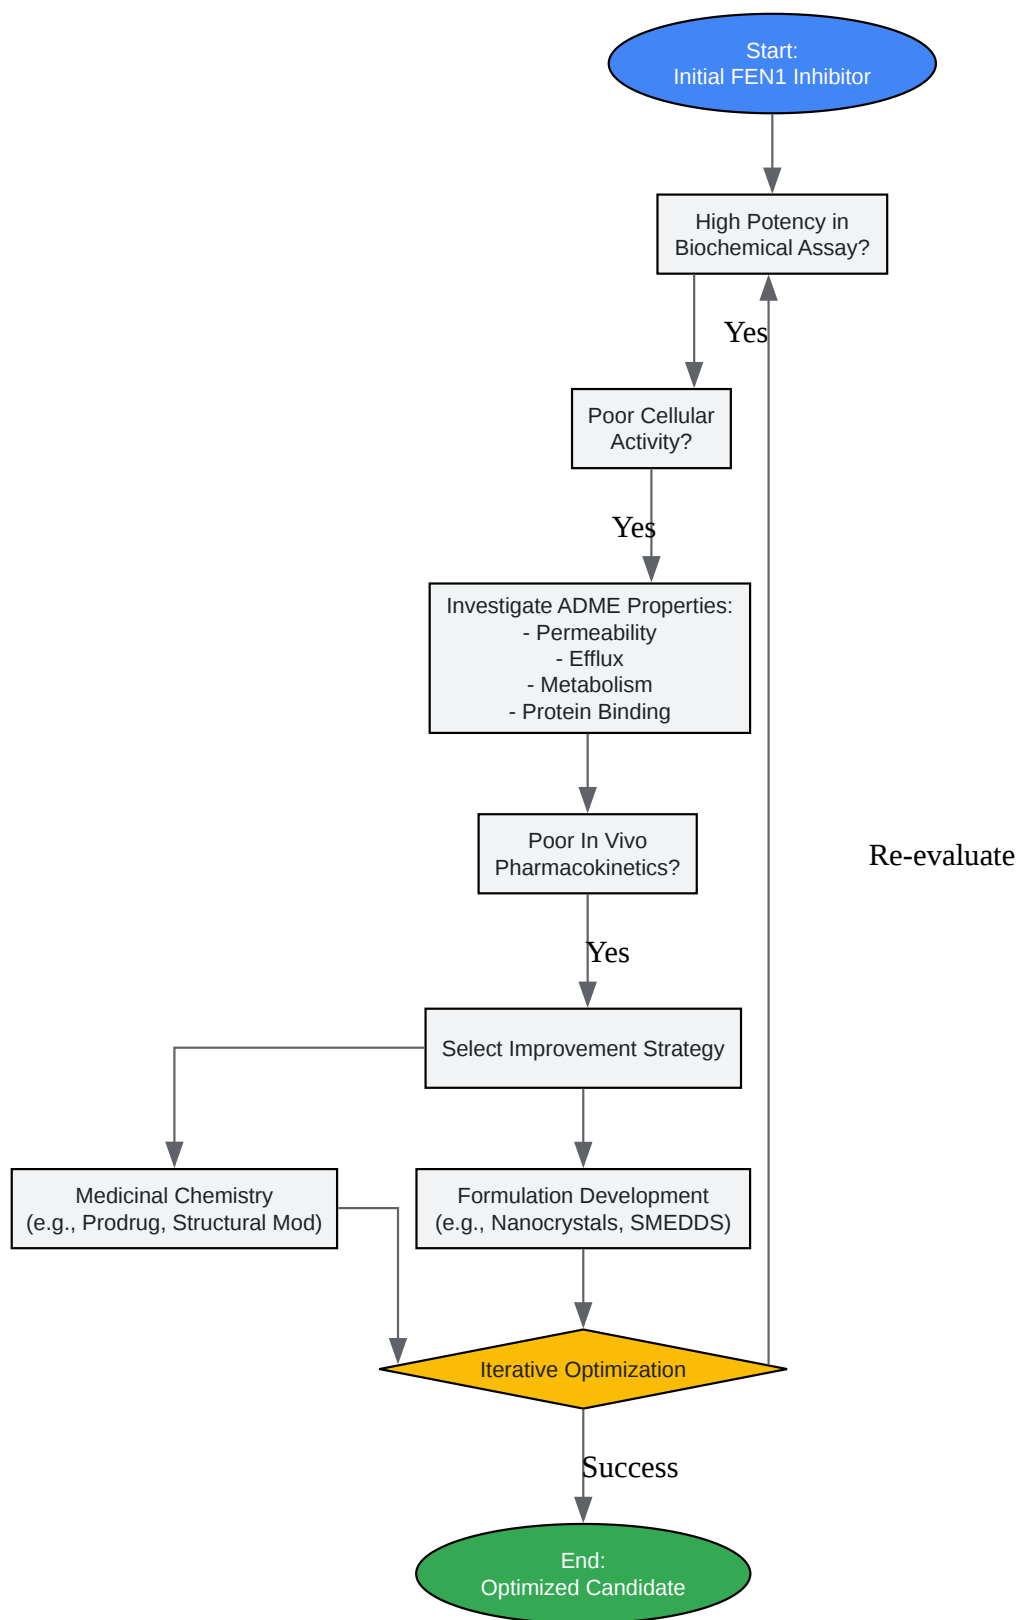 Start:
Initial FEN1 Inhibitor
High Potency in
Biochemical Assay?
Yes
Poor Cellular
Activity?
Yes
Investigate ADME Properties:
- Permeability
- Efflux
- Metabolism
- Protein Binding
Poor In Vivo
Pharmacokinetics?
Re-evaluate
Yes
Select Improvement Strategy
Medicinal Chemistry
(e.g., Prodrug, Structural Mod)
Formulation Development
(e.g., Nanocrystals, SMEDDS)
Iterative Optimization
Success
End:
Optimized Candidate